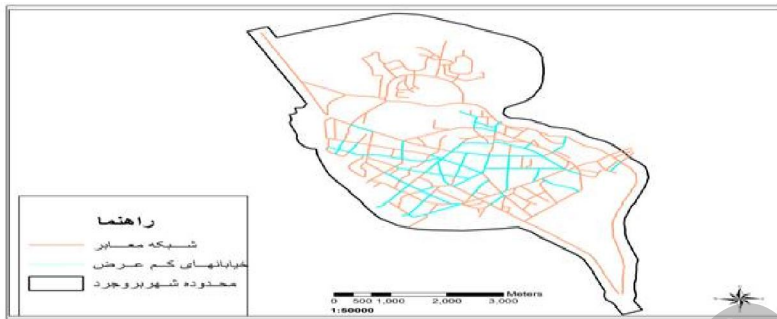 راهنما
شبکه معابر
خیابانهای کم عرض
محدوده شهر بروجرد
Meters
0 500 1,000 2,000 3,000
1:50000